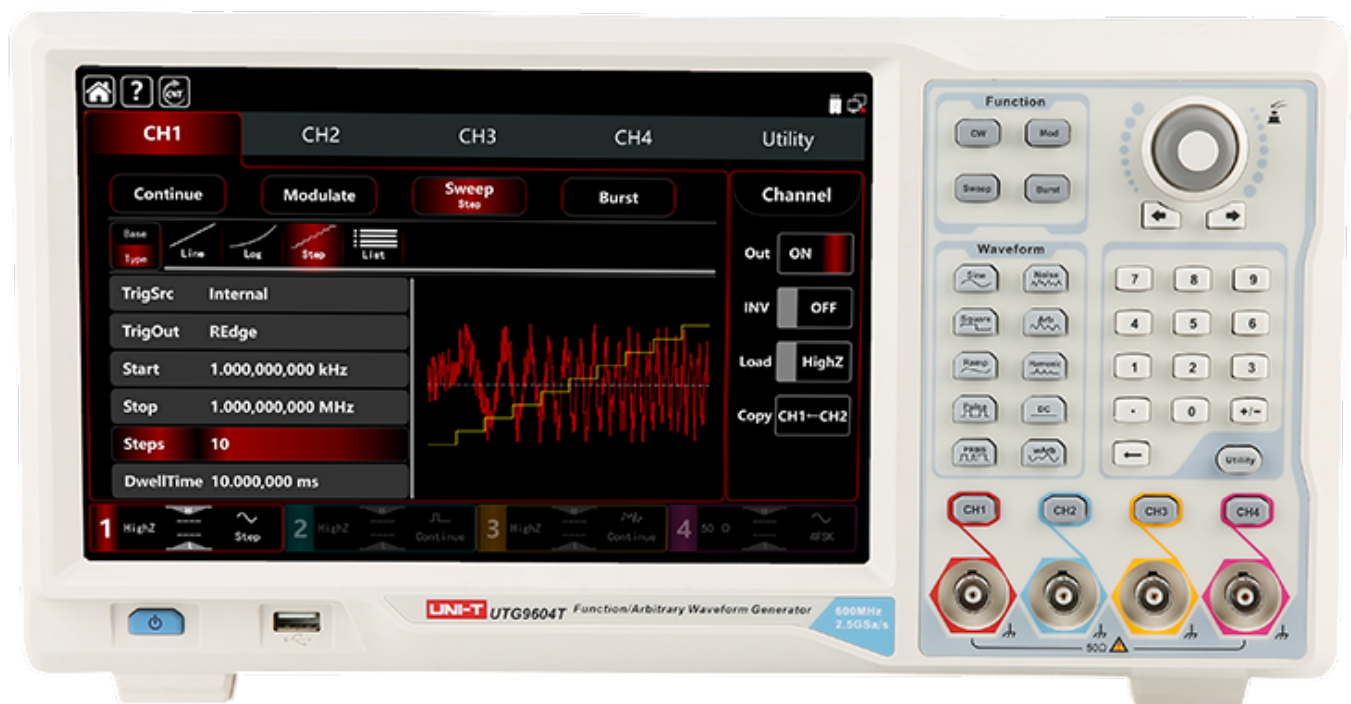 ?
CNT
CH1 CH2 CH3 CH4 Utility
Continue Modulate Sweep Burst Channel
Step
Base
Type Line Log Step List
Out ON
TrigSrc Internal
INV OFF
TrigOut REdge
Start 1.000,000,000 kHz
Load HighZ
Stop 1.000,000,000 MHz
Copy CH1←CH2
Steps 10
DwellTime 10.000,000 ms
1 HighZ Step
2 HighZ Continue
3 HighZ Continue
4 50 Ω 4FSK
UNI-T UTG9604T Function/Arbitrary Waveform Generator
600MHz
2.5GSa/s
Function
CW Mod
Sweep Burst
Waveform
Sine Noise
Square Arb
Ramp Harmonic
Pulse DC
PRBS
7 8 9
4 5 6
1 2 3
. 0 +/-
←
Utility
CH1 CH2 CH3 CH4
50Ω